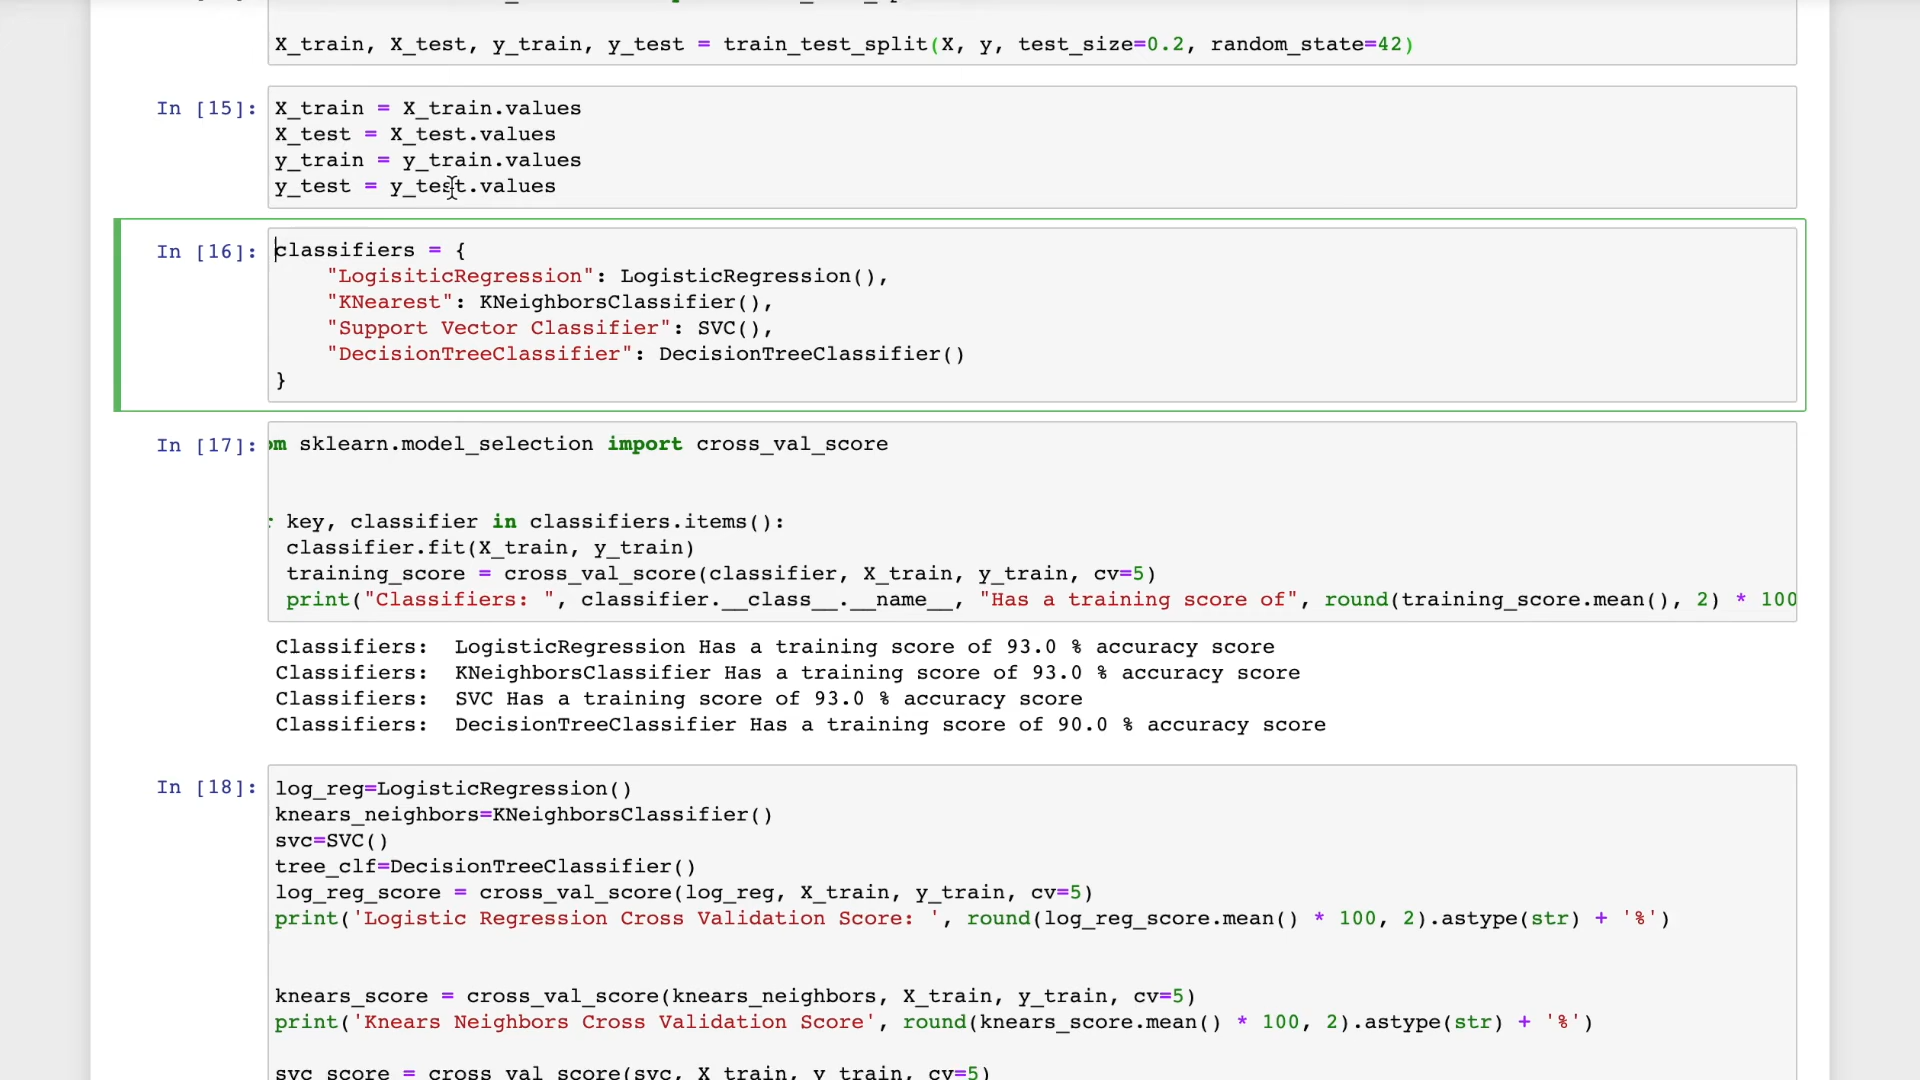 X_train, X_test, y_train, y_test = train_test_split(X, y, test_size=0.2, random_state=42)
In [15]: X_train = X_train.values
X_test = X_test.values
y_train = y_train.values
y_test = y_test.values
In [16]: classifiers = {
"LogisiticRegression": LogisticRegression(),
"KNearest": KNeighborsClassifier(),
"Support Vector Classifier": SVC(),
"DecisionTreeClassifier": DecisionTreeClassifier()
}
In [17]: om sklearn.model_selection import cross_val_score
key, classifier in classifiers.items():
classifier.fit(X_train, y_train)
training_score = cross_val_score(classifier, X_train, y_train, cv=5)
print("Classifiers: ", classifier.__class__.__name__, "Has a training score of", round(training_score.mean(), 2) * 100
Classifiers:  LogisticRegression Has a training score of 93.0 % accuracy score
Classifiers:  KNeighborsClassifier Has a training score of 93.0 % accuracy score
Classifiers:  SVC Has a training score of 93.0 % accuracy score
Classifiers:  DecisionTreeClassifier Has a training score of 90.0 % accuracy score
In [18]: log_reg=LogisticRegression()
knears_neighbors=KNeighborsClassifier()
svc=SVC()
tree_clf=DecisionTreeClassifier()
log_reg_score = cross_val_score(log_reg, X_train, y_train, cv=5)
print('Logistic Regression Cross Validation Score: ', round(log_reg_score.mean() * 100, 2).astype(str) + '%')
knears_score = cross_val_score(knears_neighbors, X_train, y_train, cv=5)
print('Knears Neighbors Cross Validation Score', round(knears_score.mean() * 100, 2).astype(str) + '%')
svc_score = cross_val_score(svc, X_train, y_train, cv=5)